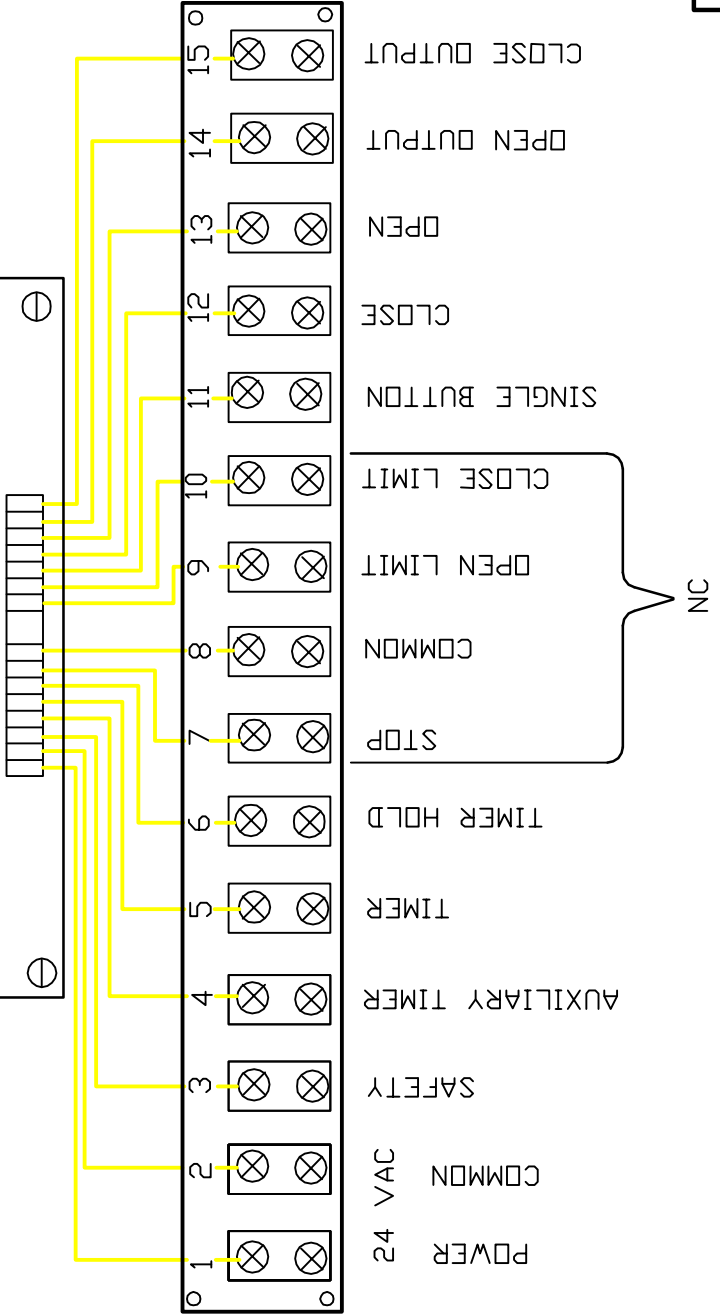 15 CLOSE OUTPUT
14 OPEN OUTPUT
13 OPEN
12 CLOSE
11 SINGLE BUTTON
10 CLOSE LIMIT
9 OPEN LIMIT
8 COMMON
7 STOP
NC
6 TIMER HOLD
5 TIMER
4 AUXILIARY TIMER
3 SAFETY
2 COMMON
1 POWER
24 VAC